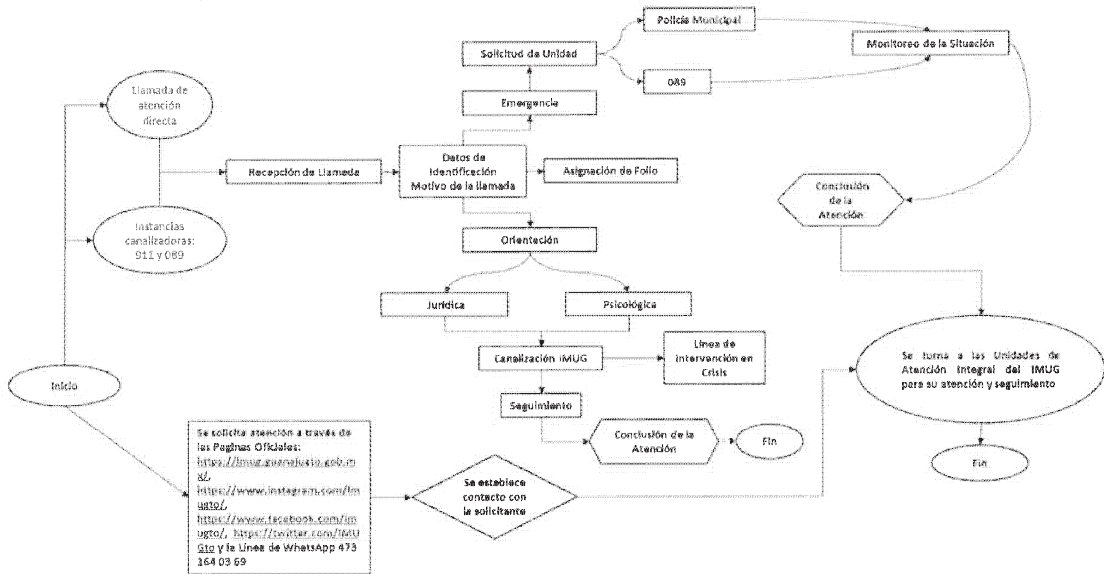 Policía Municipal
Solicitud de Unidad
Monitoreo de la Situación
089
Llamada de
atención
directa
Emergencia
Recepción de Llamada
Datos de
Identificación
Motivo de la llamada
Asignación de Folio
Conclusión
de la
Atención
Instancias
canalizadoras:
911 y 089
Orientación
Jurídica
Psicológica
Canalización IMUG
Línea de
Intervención en
Crisis
Se turna a las Unidades de
Atención Integral del IMUG
para su atención y seguimiento
Inicio
Seguimiento
Conclusión de la
Atención
Fin
Fin
Se solicita atención a través de
las Paginas Oficiales:
https://imug.guanajuato.gob.m
x/,
https://www.instagram.com/im
ugto/,
https://www.facebook.com/im
ugto/, https://twitter.com/IMU
Gto y la Línea de WhatsApp 473
164 03 69
Se establece
contacto con
la solicitante